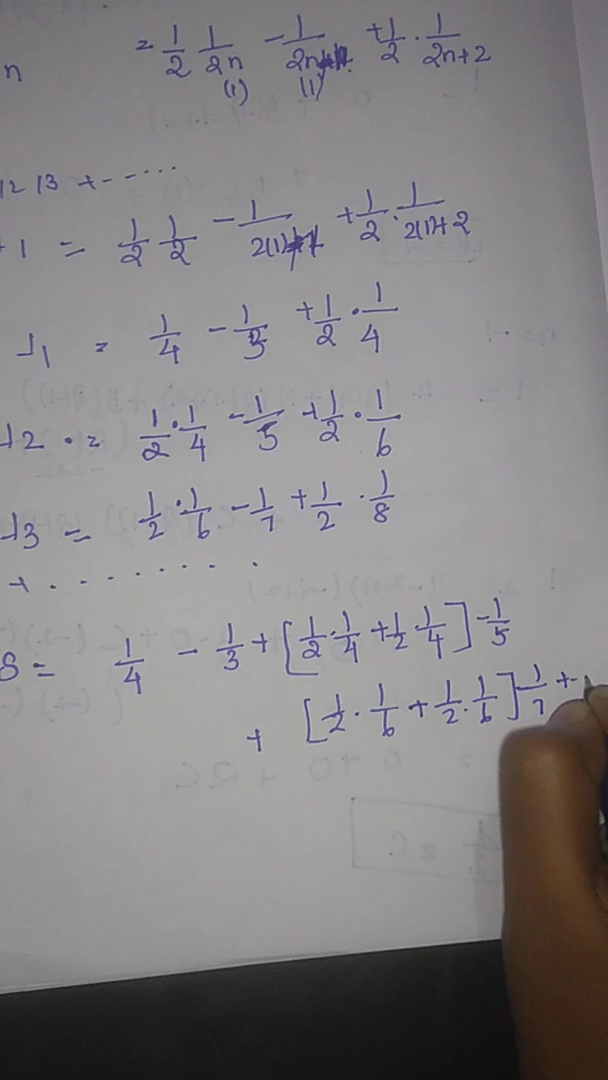 n = 1/2 1/2n - 1/2n+1 + 1/2 · 1/2n+2
(1) (1)
12 13 + - - · · · ·
+1 = 1/2 1/2 - 1/2(1)+1 + 1/2 · 1/2(1)+2
t1 = 1/4 - 1/3 + 1/2 · 1/4
t2 · = 1/2 · 1/4 - 1/5 + 1/2 · 1/6
t3 = 1/2 · 1/6 - 1/7 + 1/2 · 1/8
+ · · · · · · · ·
S = 1/4 - 1/3 + [1/2 · 1/4 + 1/2 · 1/4] - 1/5
+ [1/2 · 1/6 + 1/2 · 1/6] - 1/7 + -